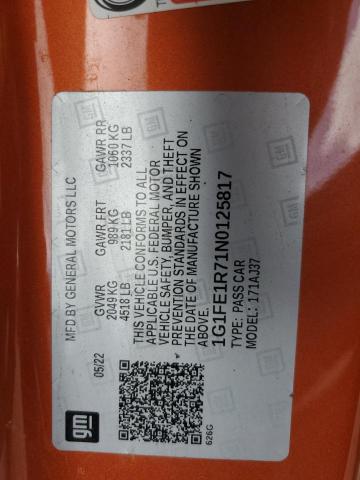 MFD BY GENERAL MOTORS LLC
05/22
GVWR GAWR FRT GAWR RR
2049 KG 989 KG 1060 KG
4518 LB 2181 LB 2337 LB
THIS VEHICLE CONFORMS TO ALL
APPLICABLE U.S. FEDERAL MOTOR
VEHICLE SAFETY, BUMPER, AND THEFT
PREVENTION STANDARDS IN EFFECT ON
THE DATE OF MANUFACTURE SHOWN
ABOVE.
1G1FE1R71N0125817
TYPE: PASS CAR
MODEL: 171AJ37
gm
626G